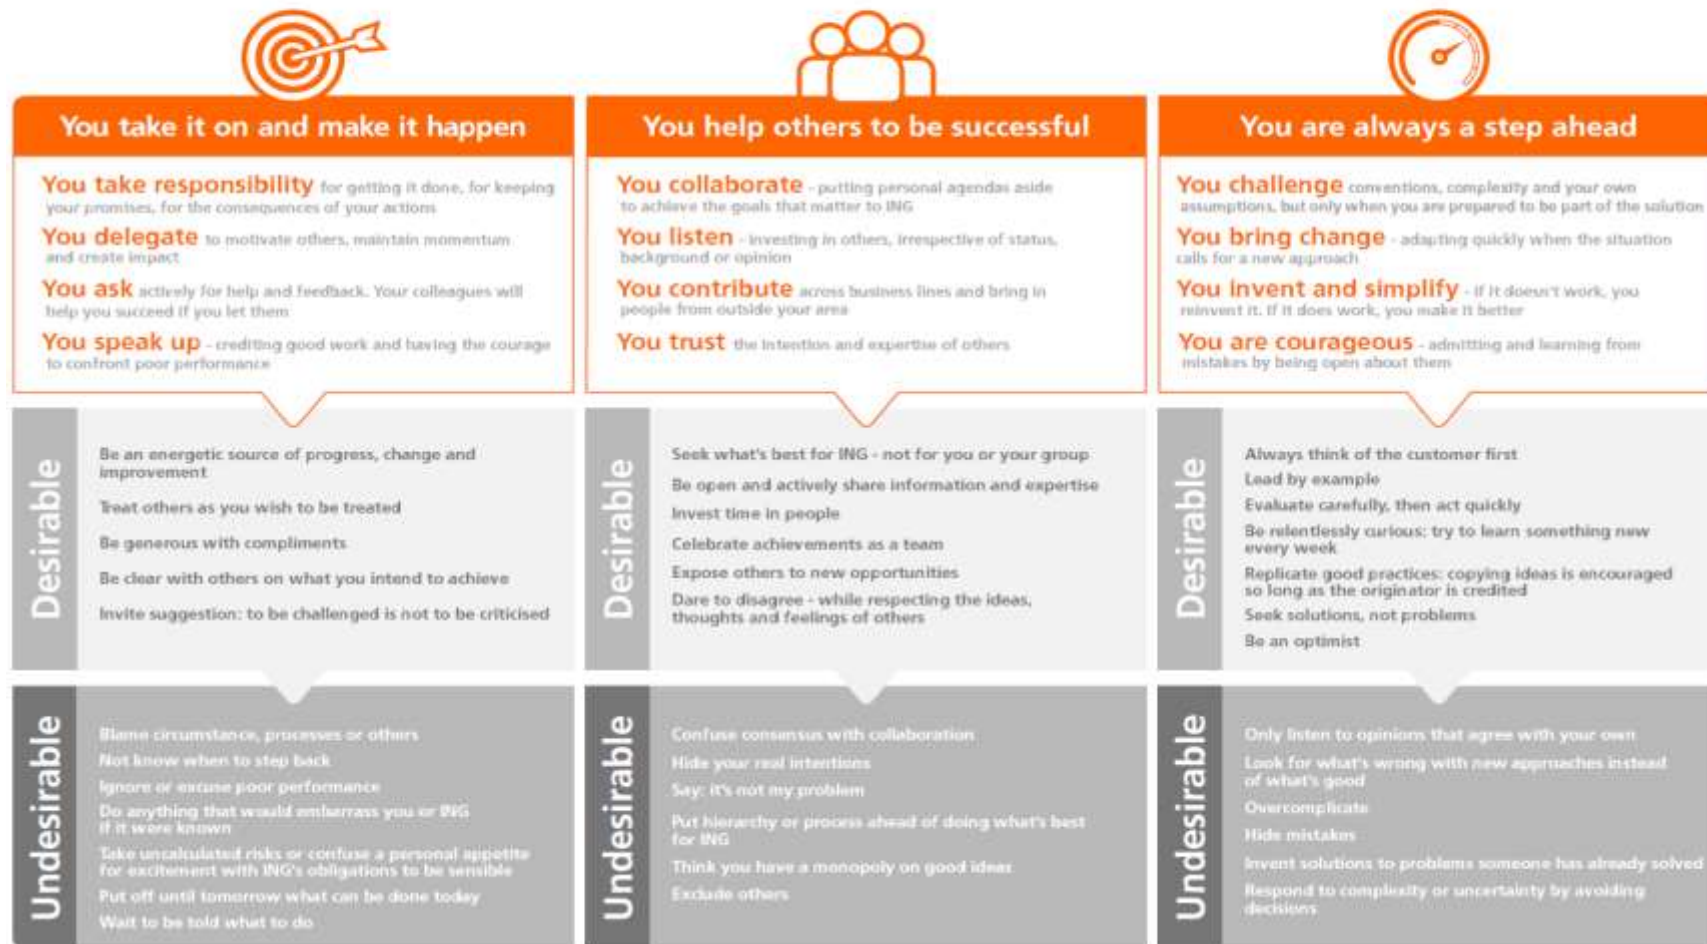 You take it on and make it happen
You take responsibility for getting it done, for keeping
your promises, for the consequences of your actions
You delegate to motivate others, maintain momentum
and create impact
You ask actively for help and feedback. Your colleagues will
help you succeed if you let them
You speak up - crediting good work and having the courage
to confront poor performance
Desirable
Be an energetic source of progress, change and
improvement
Treat others as you wish to be treated
Be generous with compliments
Be clear with others on what you intend to achieve
Invite suggestion: to be challenged is not to be criticised
Undesirable
Blame circumstance, processes or others
Not know when to step back
Ignore or excuse poor performance
Do anything that would embarrass you or ING
if it were known
Take uncalculated risks or confuse a personal appetite
for excitement with ING's obligations to be sensible
Put off until tomorrow what can be done today
Wait to be told what to do
You help others to be successful
You collaborate - putting personal agendas aside
to achieve the goals that matter to ING
You listen - investing in others, irrespective of status,
background or opinion
You contribute across business lines and bring in
people from outside your area
You trust the intention and expertise of others
Desirable
Seek what's best for ING - not for you or your group
Be open and actively share information and expertise
Invest time in people
Celebrate achievements as a team
Expose others to new opportunities
Dare to disagree - while respecting the ideas,
thoughts and feelings of others
Undesirable
Confuse consensus with collaboration
Hide your real intentions
Say: it's not my problem
Put hierarchy or process ahead of doing what's best
for ING
Think you have a monopoly on good ideas
Exclude others
You are always a step ahead
You challenge conventions, complexity and your own
assumptions, but only when you are prepared to be part of the solution
You bring change - adapting quickly when the situation
calls for a new approach
You invent and simplify - if it doesn't work, you
reinvent it. If it does work, you make it better
You are courageous - admitting and learning from
mistakes by being open about them
Desirable
Always think of the customer first
Lead by example
Evaluate carefully, then act quickly
Be relentlessly curious: try to learn something new
every week
Replicate good practices: copying ideas is encouraged
so long as the originator is credited
Seek solutions, not problems
Be an optimist
Undesirable
Only listen to opinions that agree with your own
Look for what's wrong with new approaches instead
of what's good
Overcomplicate
Hide mistakes
Invent solutions to problems someone has already solved
Respond to complexity or uncertainty by avoiding
decisions